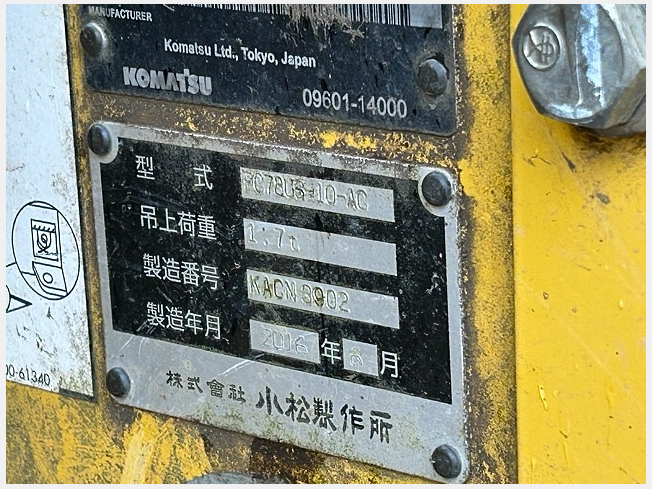 MANUFACTURER
Komatsu Ltd., Tokyo, Japan
KOMATSU
09601-14000
型 式 PC78US-10-AC
吊上荷重 1.7t
製造番号 KACN
製造年月 2016 年 月
株式會社 小松製作所
00-61340